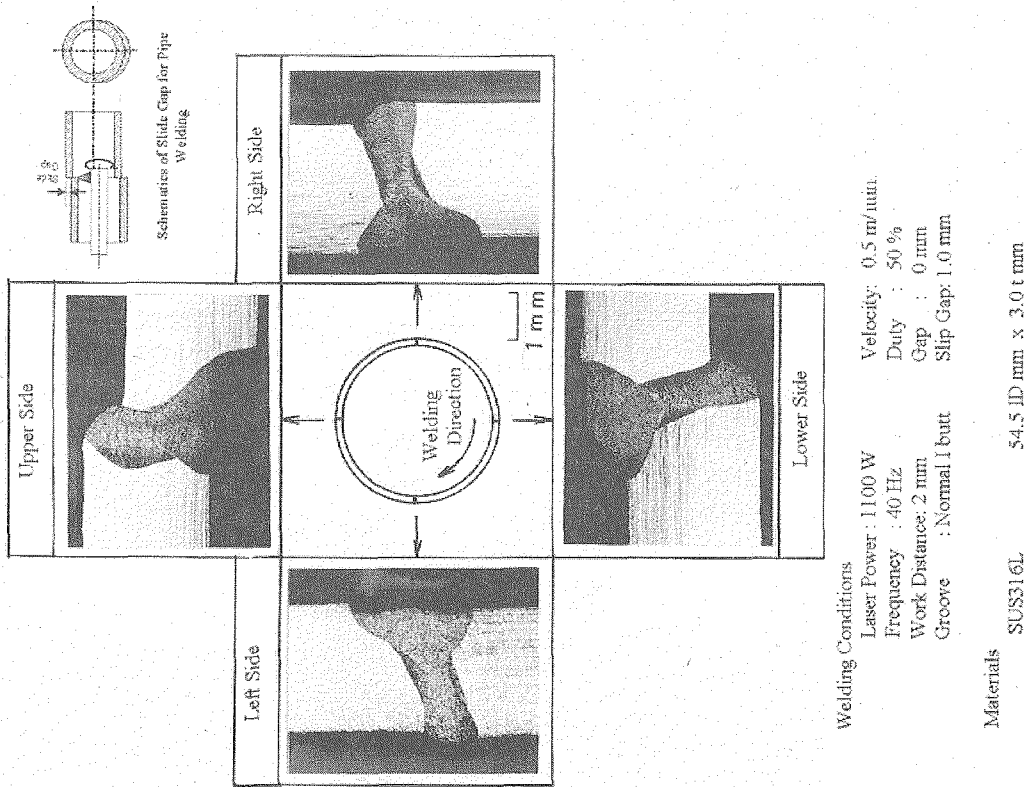 Schematics of Slide Gap for Pipe
Welding
Upper Side
Left Side
Right Side
Welding
Direction
1 mm
Lower Side
Welding Conditions
Laser Power : 1100 W Velocity: 0.5 m/min.
Frequency : 40 Hz Duty : 50 %
Work Distance: 2 mm Gap : 0 mm
Groove : Normal I butt Slip Gap: 1.0 mm
Materials
SUS316L 54.5 ID mm x 3.0 t mm